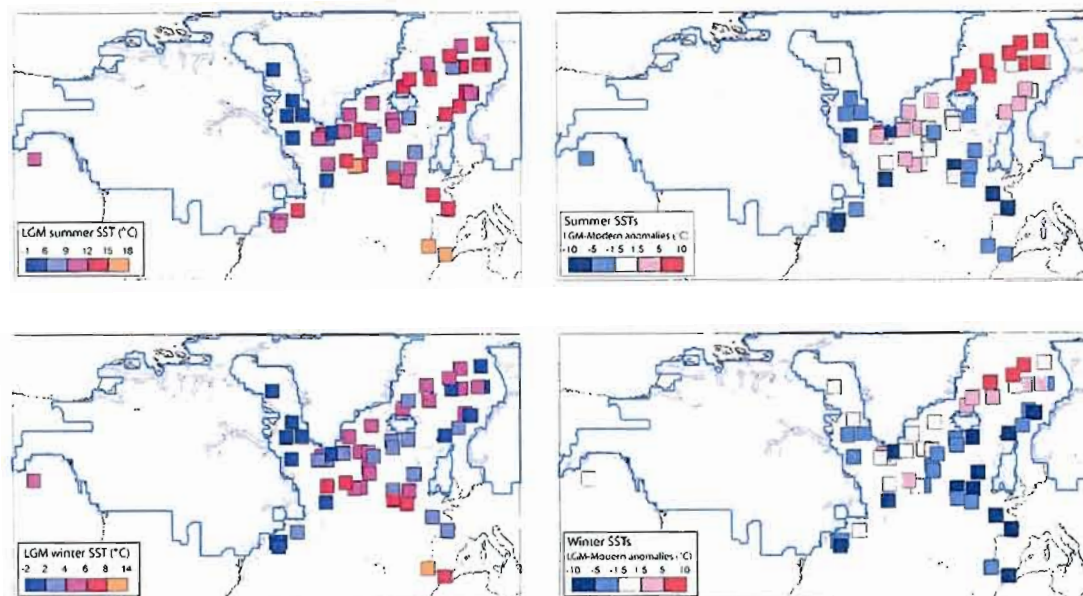 LGM summer SST (°C)
1 6 9 12 15 18
Summer SSTs
LGM-Modern anomalies (°C)
-10 -5 -1 5 1 5 5 10
LGM winter SST (°C)
-2 2 4 6 8 14
Winter SSTs
LGM-Modern anomalies (°C)
-10 -5 -1 5 1 5 5 10